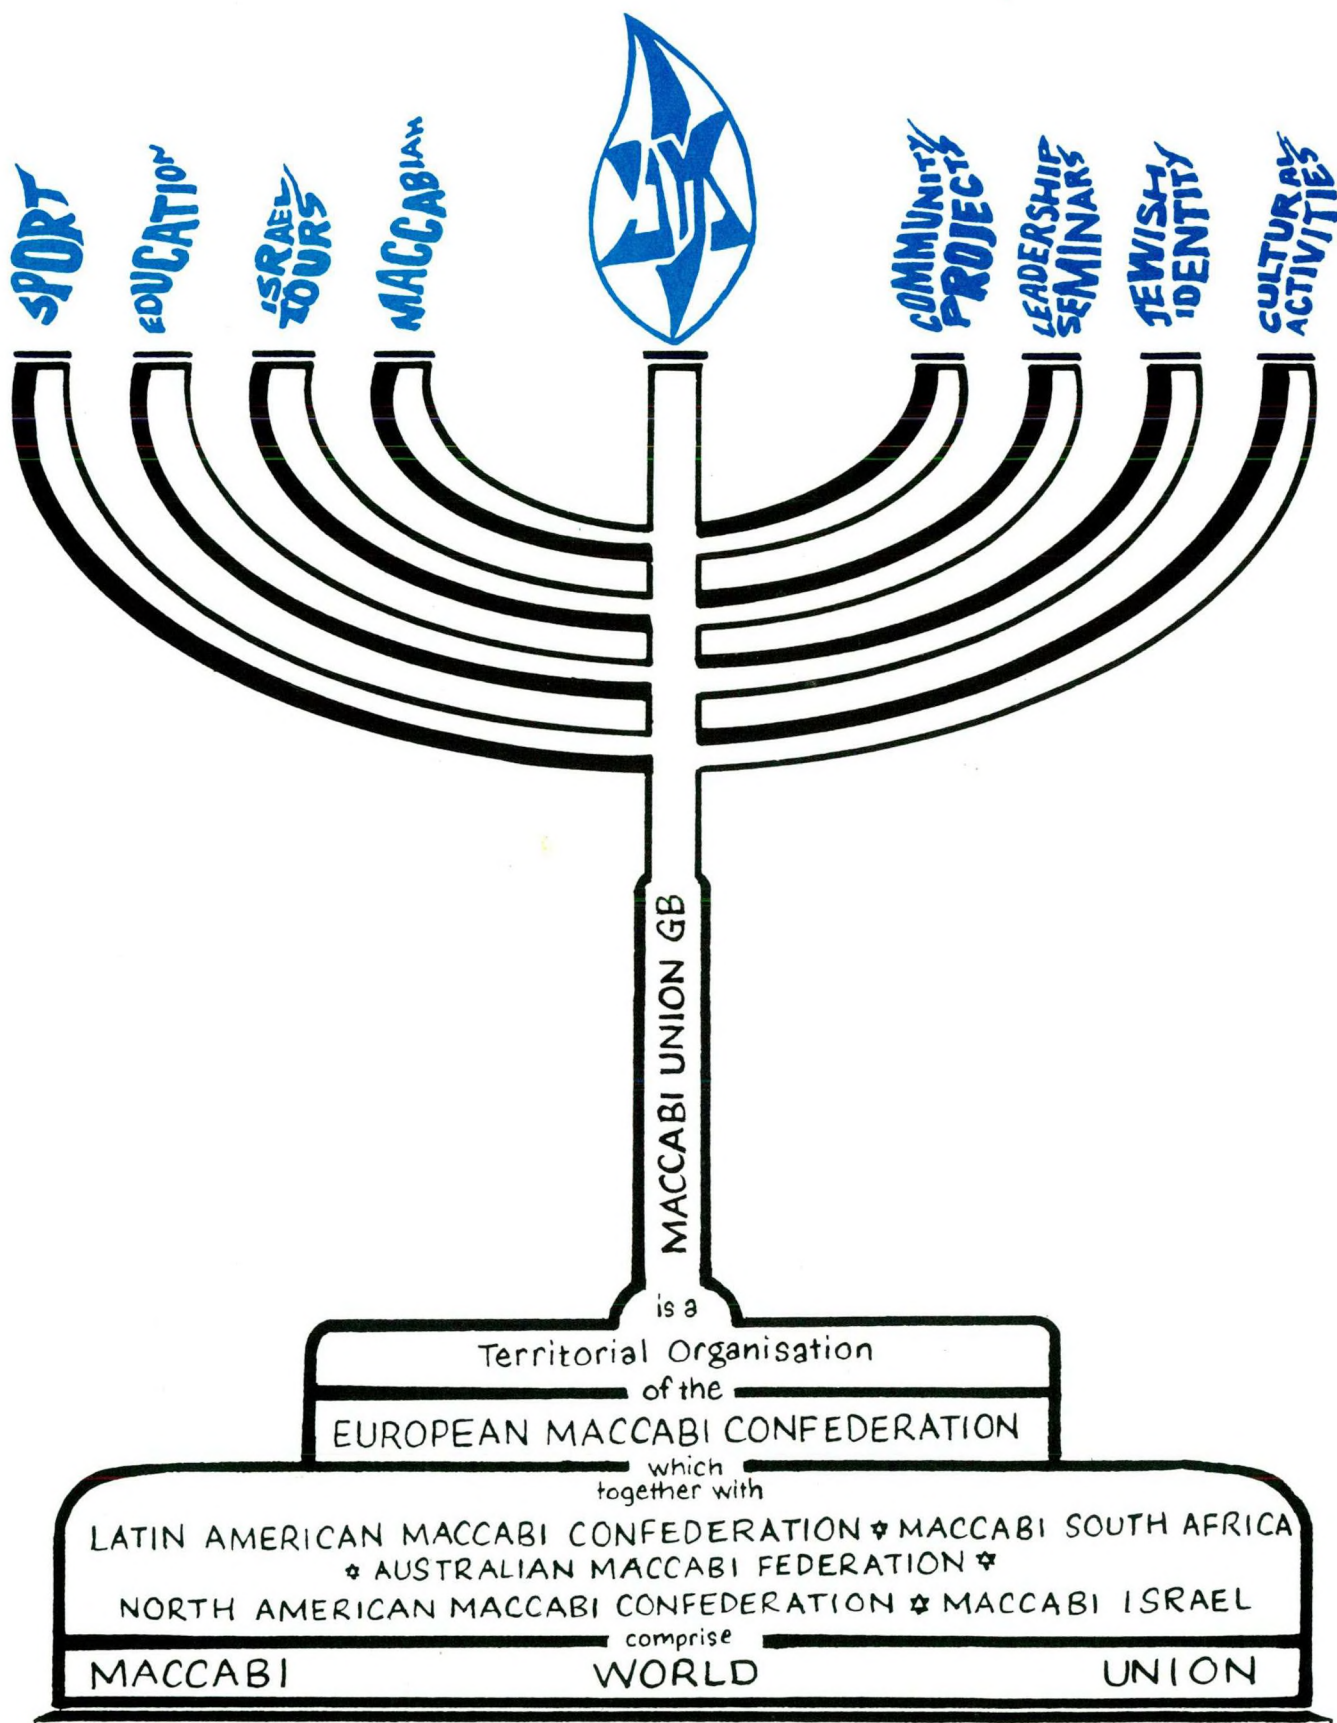 SPORT
EDUCATION
ISRAEL
TOURS
MACCABIAH
COMMUNITY
PROJECTS
LEADERSHIP
SEMINARS
JEWISH
IDENTITY
CULTURAL
ACTIVITIES
MACCABI UNION GB
is a
Territorial Organisation
of the
EUROPEAN MACCABI CONFEDERATION
which
together with
LATIN AMERICAN MACCABI CONFEDERATION ✡ MACCABI SOUTH AFRICA
✡ AUSTRALIAN MACCABI FEDERATION ✡
NORTH AMERICAN MACCABI CONFEDERATION ✡ MACCABI ISRAEL
comprise
MACCABI WORLD UNION